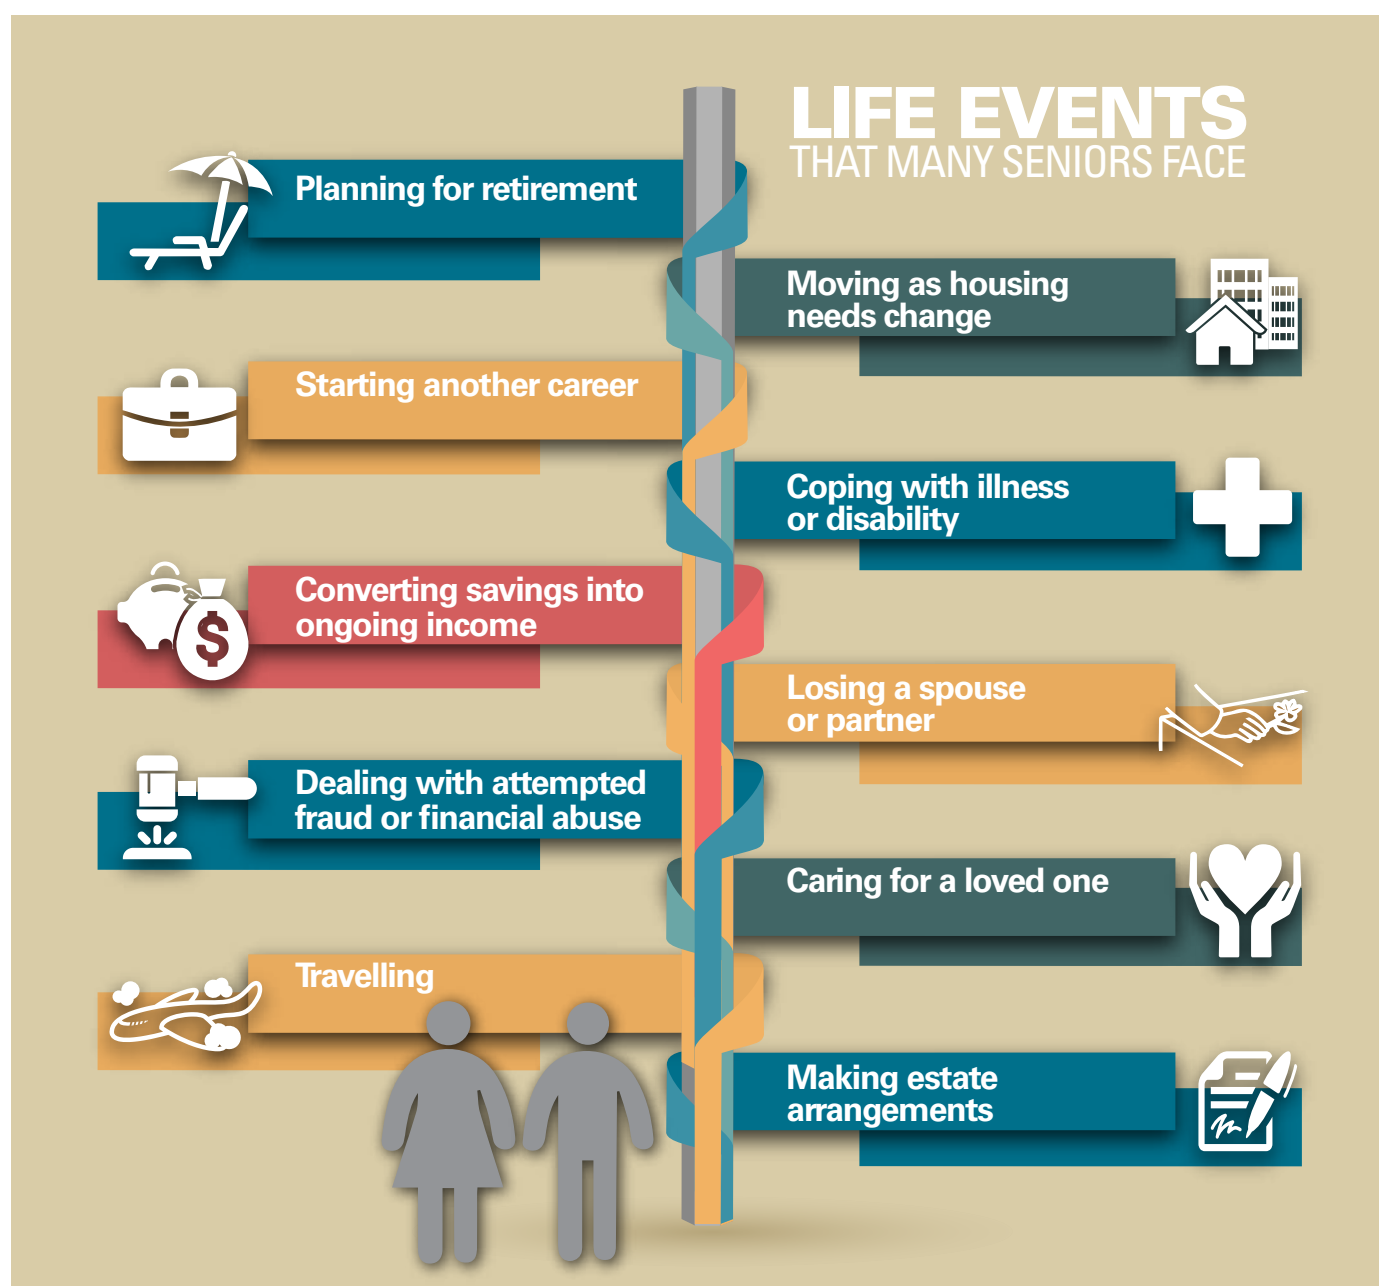 LIFE EVENTS
THAT MANY SENIORS FACE
Planning for retirement
Moving as housing
needs change
Starting another career
Coping with illness
or disability
Converting savings into
ongoing income
$
Losing a spouse
or partner
Dealing with attempted
fraud or financial abuse
Caring for a loved one
Travelling
Making estate
arrangements